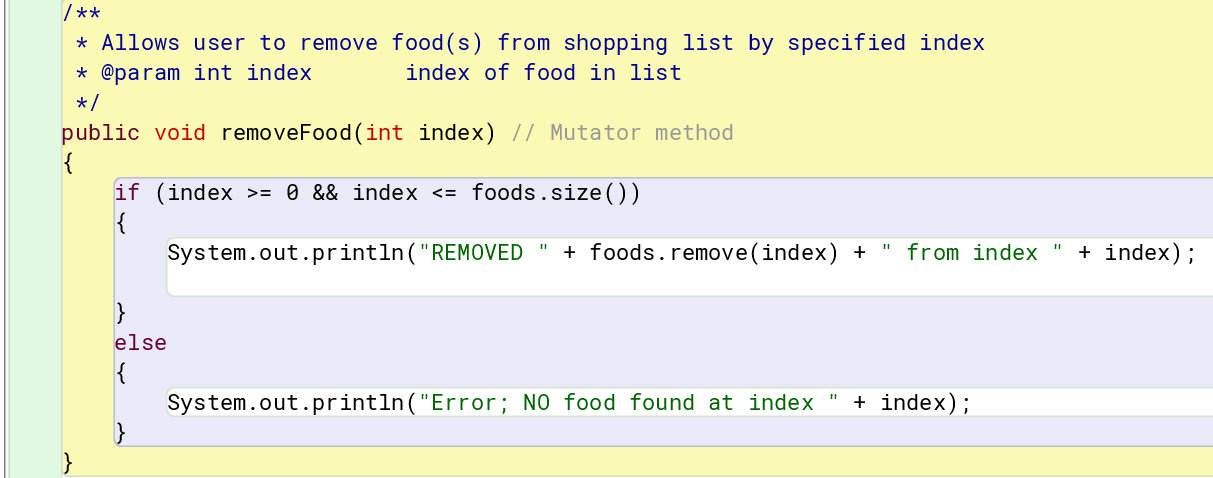 /**
 * Allows user to remove food(s) from shopping list by specified index
 * @param int index       index of food in list
 */
public void removeFood(int index) // Mutator method
{
    if (index >= 0 && index <= foods.size())
    {
        System.out.println("REMOVED " + foods.remove(index) + " from index " + index);
    }
    else
    {
        System.out.println("Error; NO food found at index " + index);
    }
}